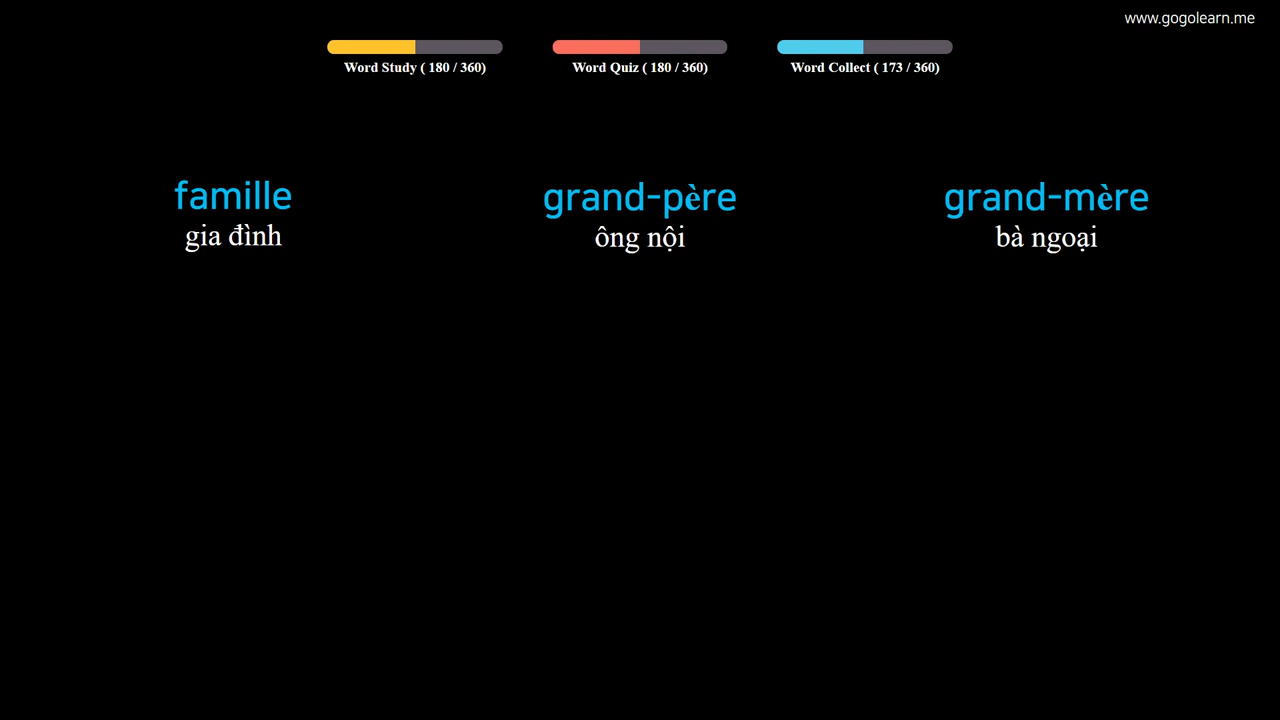 www.gogolearn.me
Word Study ( 180 / 360)
Word Quiz ( 180 / 360)
Word Collect ( 173 / 360)
famille
gia đình
grand-père
ông nội
grand-mère
bà ngoại